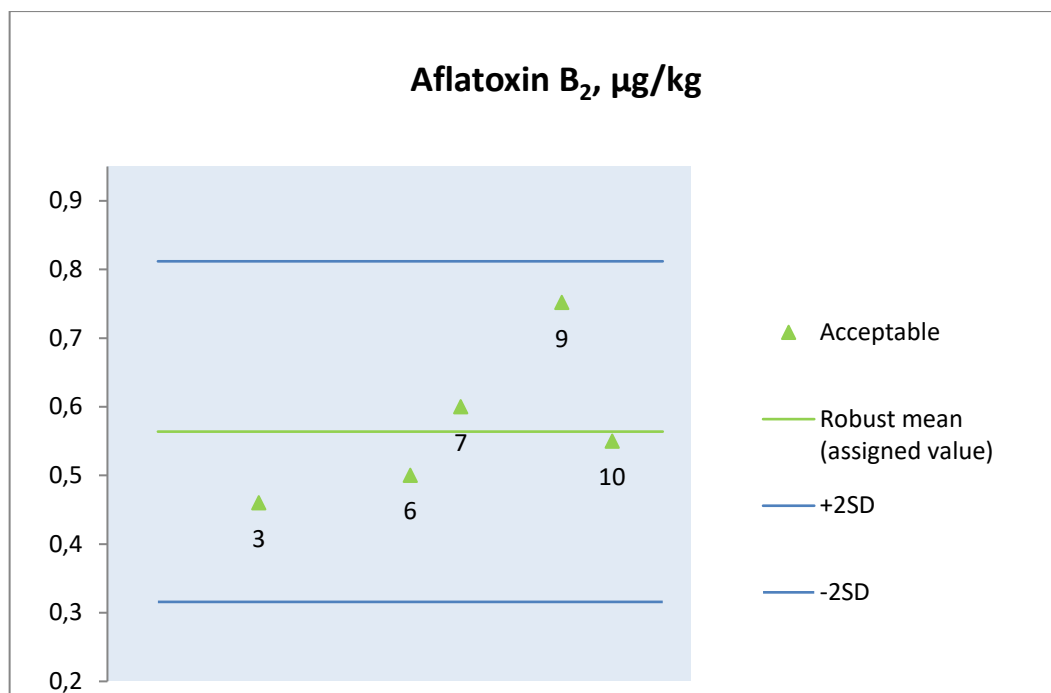 Aflatoxin B₂, µg/kg
0,9
0,8
0,7
0,6
0,5
0,4
0,3
0,2
9
7
10
6
3
Acceptable
Robust mean
(assigned value)
+2SD
-2SD